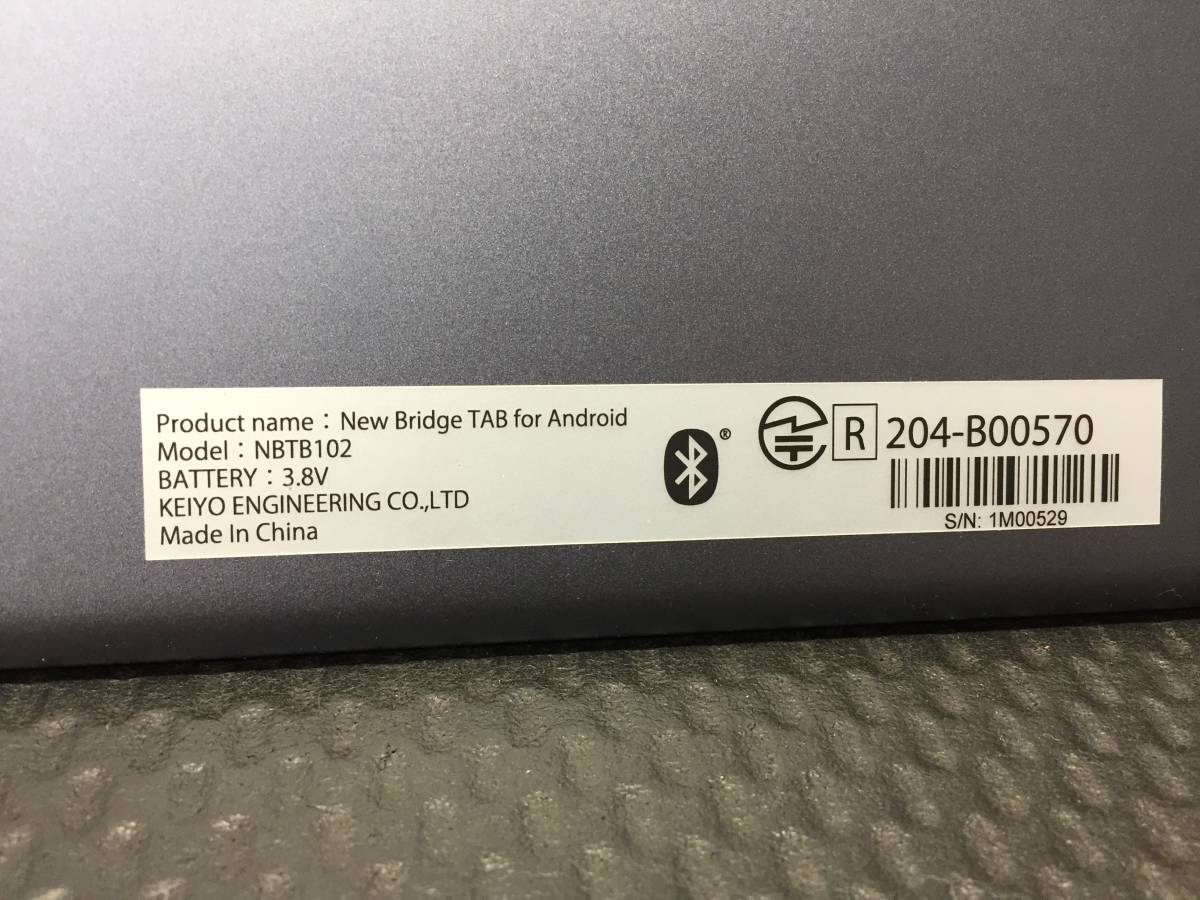 Product name : New Bridge TAB for Android
Model : NBTB102
BATTERY : 3.8V
KEIYO ENGINEERING CO.,LTD
Made In China
®
R 204-B00570
S/N: 1M00529